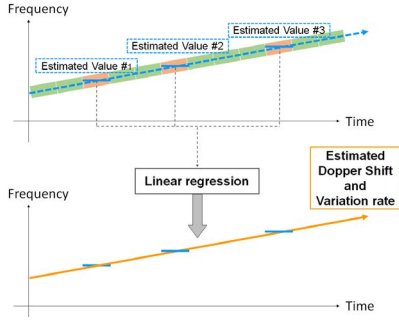 Frequency
Estimated Value #3
Estimated Value #2
Estimated Value #1
Time
Linear regression
Estimated
Dopper Shift
and
Variation rate
Frequency
Time